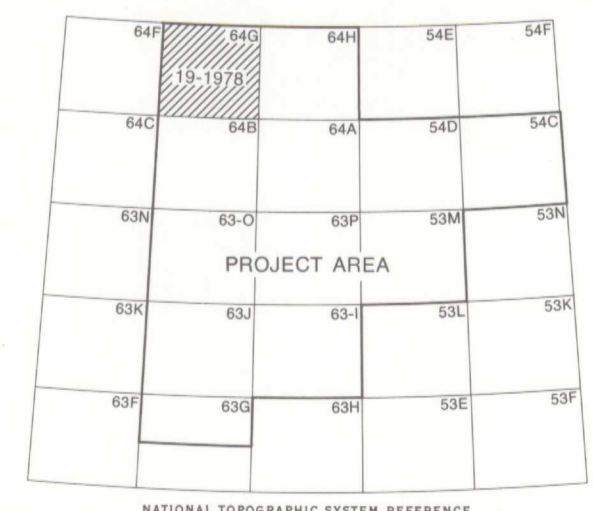 64F 64G 64H 54E 54F
19-1978
64C 64B 64A 54D 54C
63N 63-O 63P 53M 53N
PROJECT AREA
63K 63J 63-I 53L 53K
63F 63G 63H 53E 53F
NATIONAL TOPOGRAPHIC SYSTEM REFERENCE